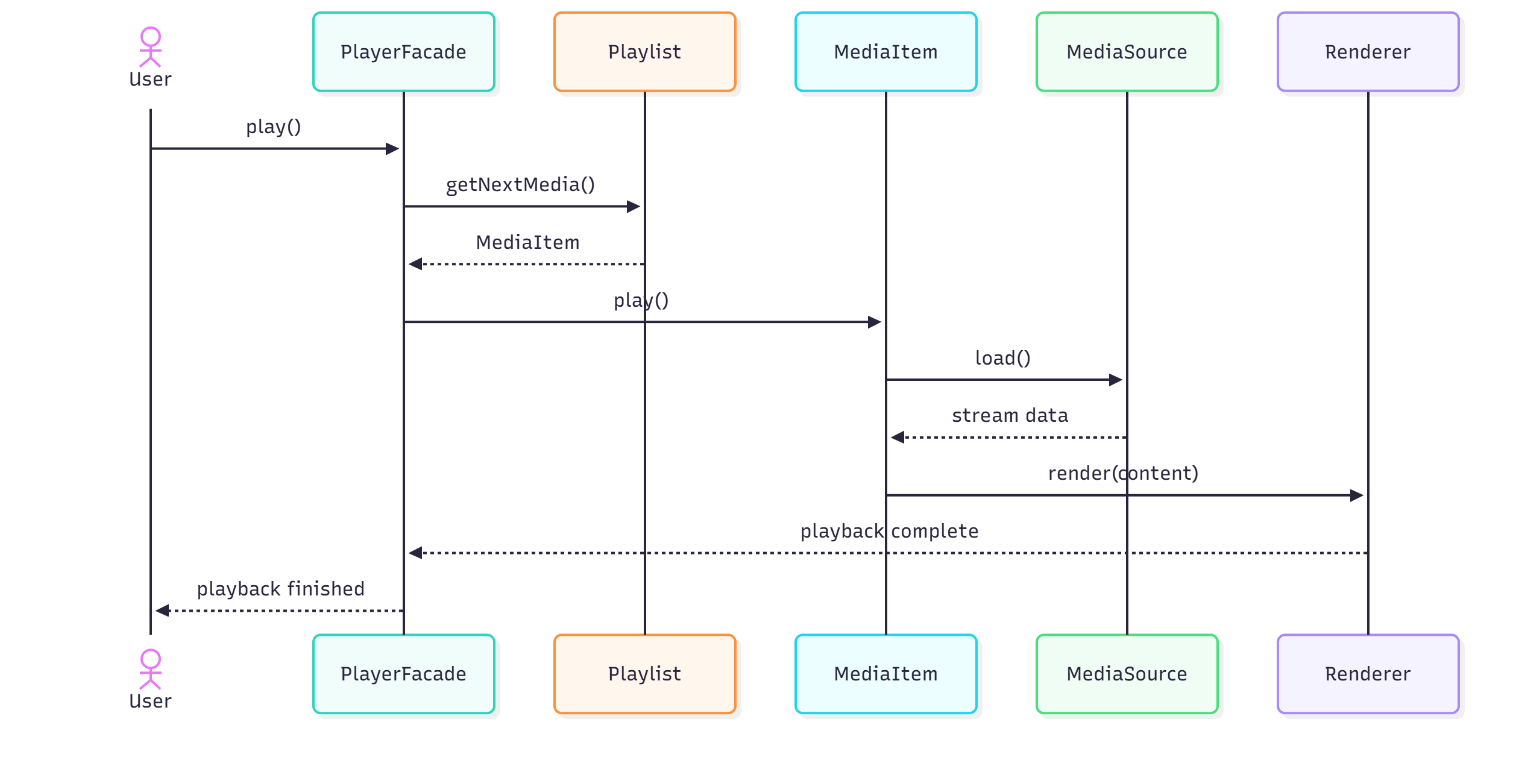 User
PlayerFacade
Playlist
MediaItem
MediaSource
Renderer
play()
getNextMedia()
MediaItem
play()
load()
stream data
render(content)
playback complete
playback finished
User
PlayerFacade
Playlist
MediaItem
MediaSource
Renderer